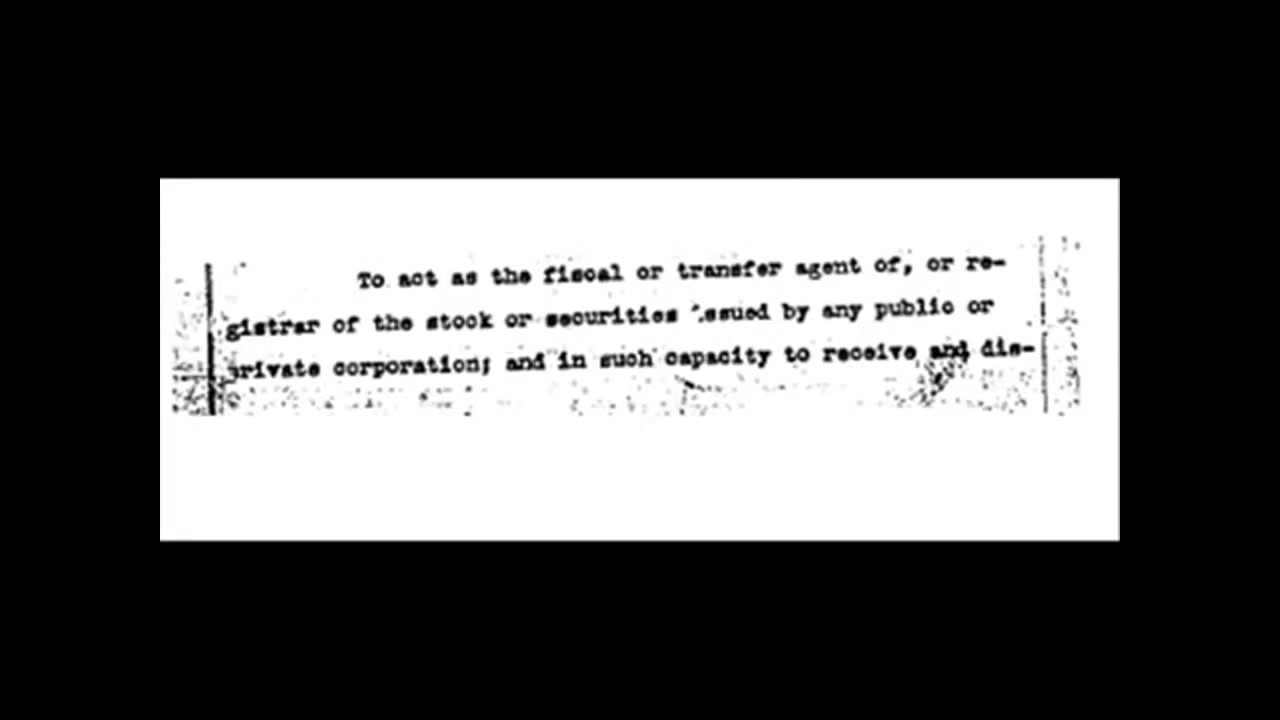 To act as the fiscal or transfer agent of, or re-
gistrar of the stock or securities issued by any public or
private corporation; and in such capacity to receive and dis-